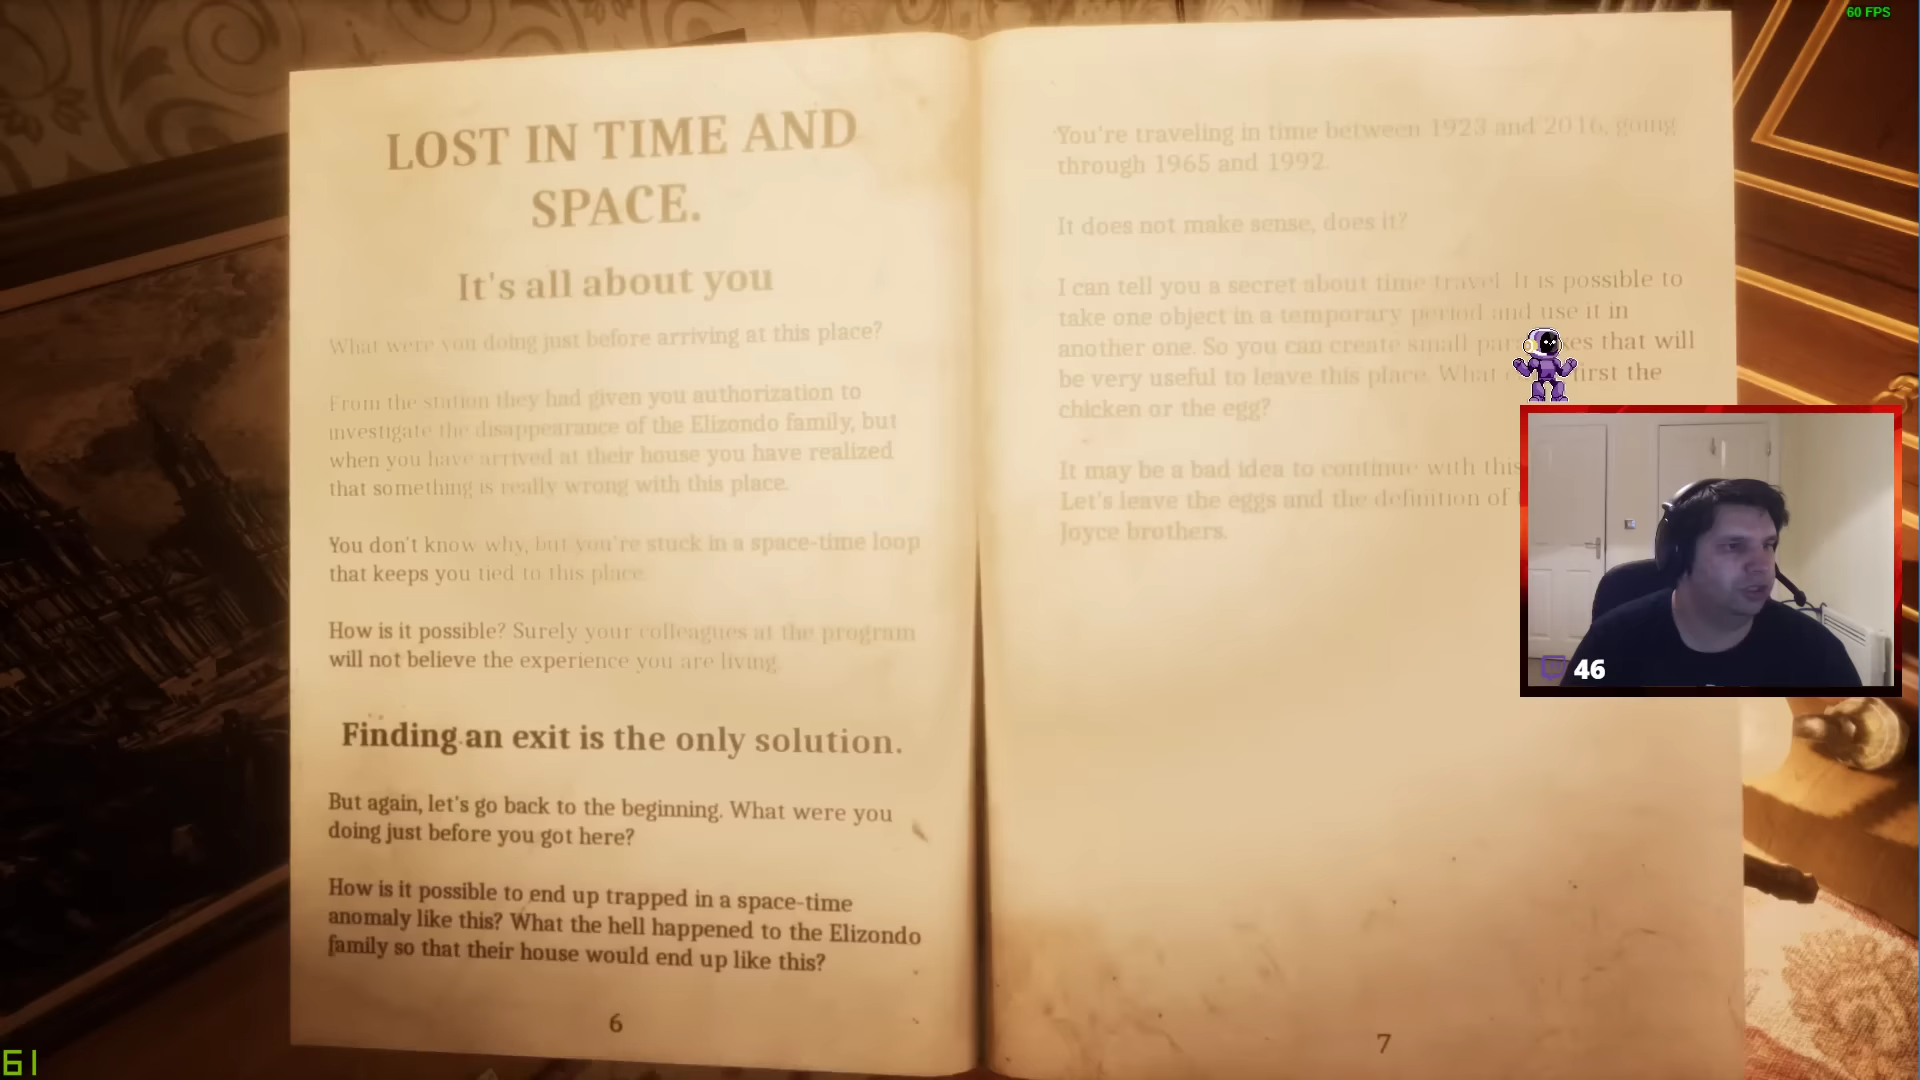 60 FPS
LOST IN TIME AND
SPACE.
It's all about you
What were you doing just before arriving at this place?
From the station they had given you authorization to
investigate the disappearance of the Elizondo family, but
when you have arrived at their house you have realized
that something is really wrong with this place.
You don't know why, but you're stuck in a space-time loop
that keeps you tied to this place.
How is it possible? Surely your colleagues at the program
will not believe the experience you are living
Finding an exit is the only solution.
But again, let's go back to the beginning. What were you
doing just before you got here?
How is it possible to end up trapped in a space-time
anomaly like this? What the hell happened to the Elizondo
family so that their house would end up like this?
6
You're traveling in time between 1923 and 2016, going
through 1965 and 1992.
It does not make sense, does it?
I can tell you a secret about time travel. It is possible to
take one object in a temporary period and use it in
another one. So you can create small that will
be very useful to leave this place. What first the
chicken or the egg?
It may be a bad idea to continue with this
Let's leave the eggs and the definition of
Joyce brothers.
7
46
61